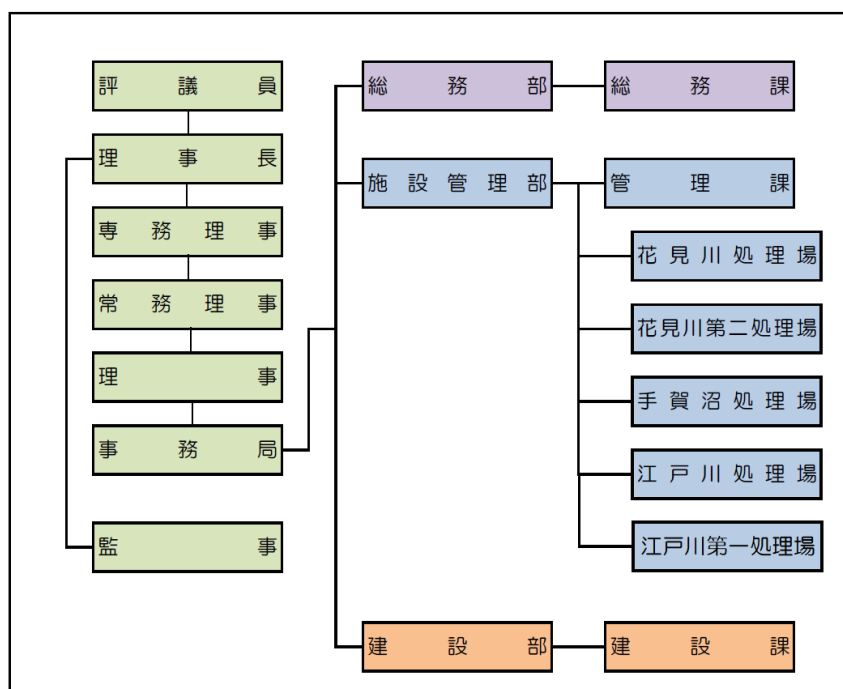 評議員
理事長
専務理事
常務理事
理事
事務局
監事
総務部
総務課
施設管理部
管理課
花見川処理場
花見川第二処理場
手賀沼処理場
江戸川処理場
江戸川第一処理場
建設部
建設課